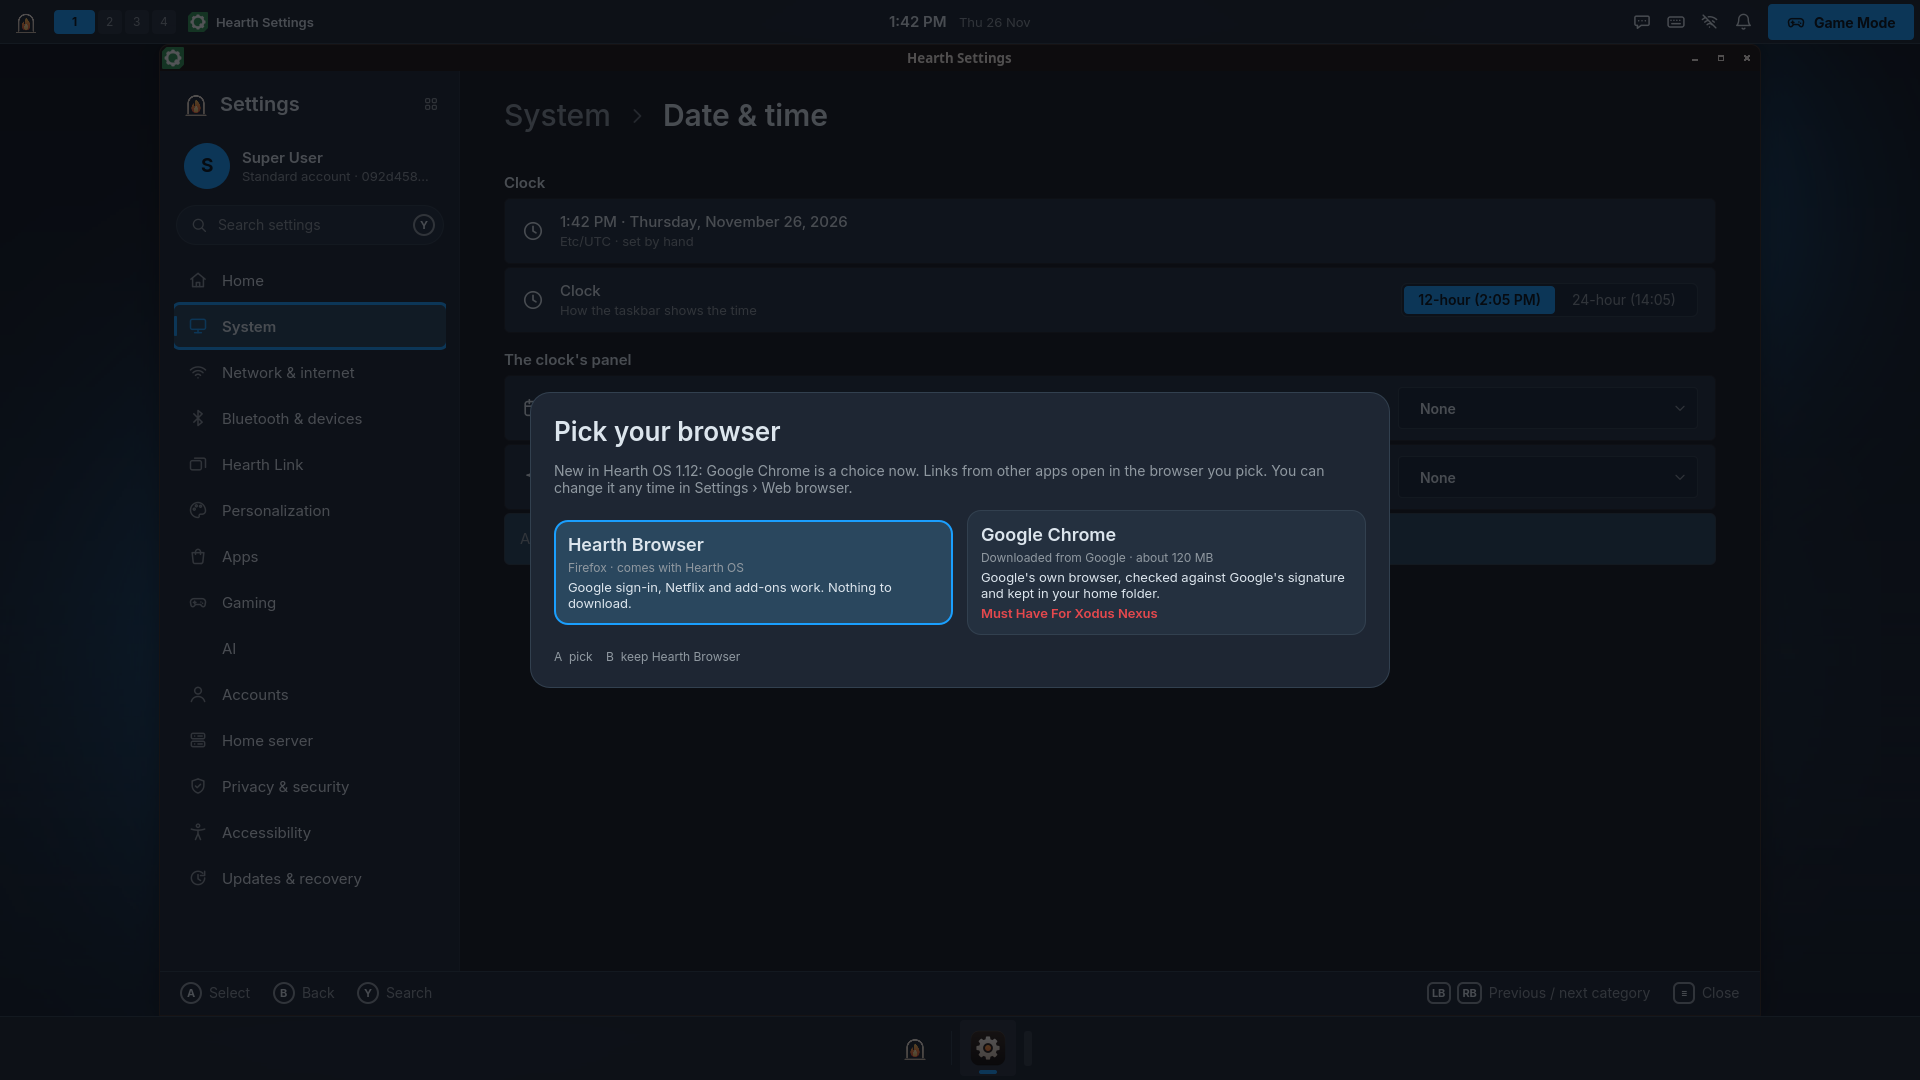 1 2 3 4 Hearth Settings 1:42 PM Thu 26 Nov Game Mode
Hearth Settings
Settings
S
Super User
Standard account · 092d458...
Search settings Y
Home
System
Network & internet
Bluetooth & devices
Hearth Link
Personalization
Apps
Gaming
AI
Accounts
Home server
Privacy & security
Accessibility
Updates & recovery
System › Date & time
Clock
1:42 PM · Thursday, November 26, 2026
Etc/UTC · set by hand
Clock
How the taskbar shows the time
12-hour (2:05 PM) 24-hour (14:05)
The clock's panel
None
None
A
Pick your browser
New in Hearth OS 1.12: Google Chrome is a choice now. Links from other apps open in the browser you pick. You can
change it any time in Settings › Web browser.
Hearth Browser
Firefox · comes with Hearth OS
Google sign-in, Netflix and add-ons work. Nothing to
download.
Google Chrome
Downloaded from Google · about 120 MB
Google's own browser, checked against Google's signature
and kept in your home folder.
Must Have For Xodus Nexus
A pick B keep Hearth Browser
A Select B Back Y Search LB RB Previous / next category ≡ Close